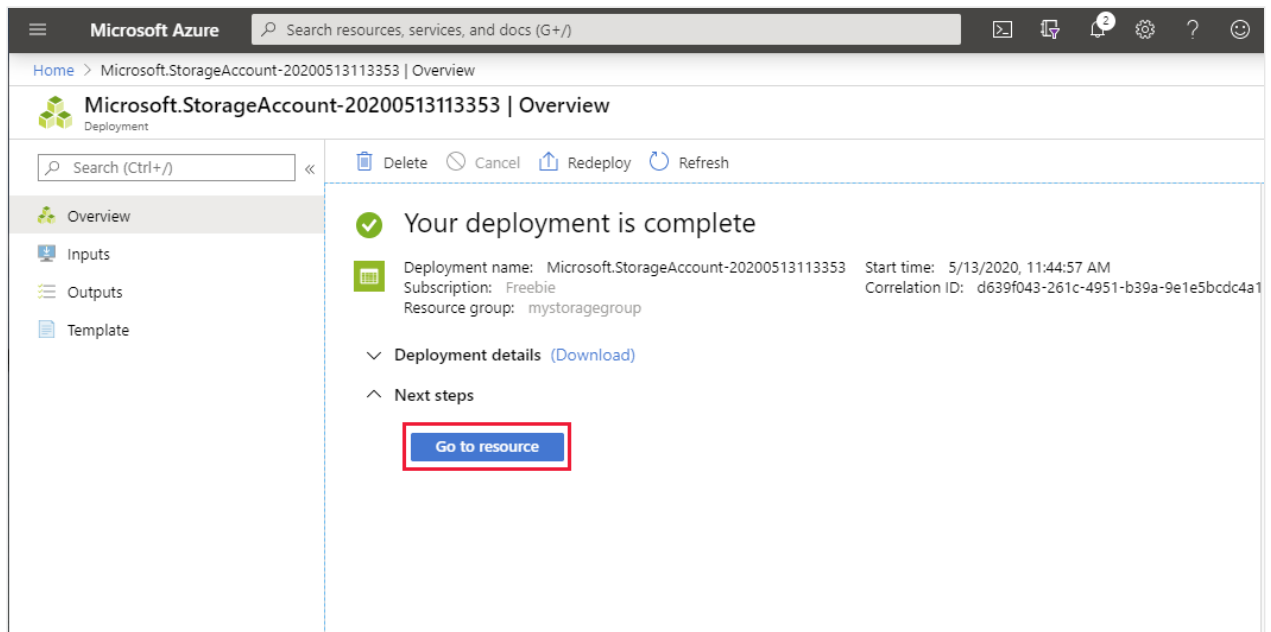 Microsoft Azure
Search resources, services, and docs (G+/)
2
Home > Microsoft.StorageAccount-20200513113353 | Overview
Microsoft.StorageAccount-20200513113353 | Overview
Deployment
Search (Ctrl+/)
«
Delete
Cancel
Redeploy
Refresh
Overview
Inputs
Outputs
Template
Your deployment is complete
Deployment name: Microsoft.StorageAccount-20200513113353
Subscription: Freebie
Resource group: mystoragegroup
Start time: 5/13/2020, 11:44:57 AM
Correlation ID: d639f043-261c-4951-b39a-9e1e5bcdc4a1
Deployment details (Download)
Next steps
Go to resource